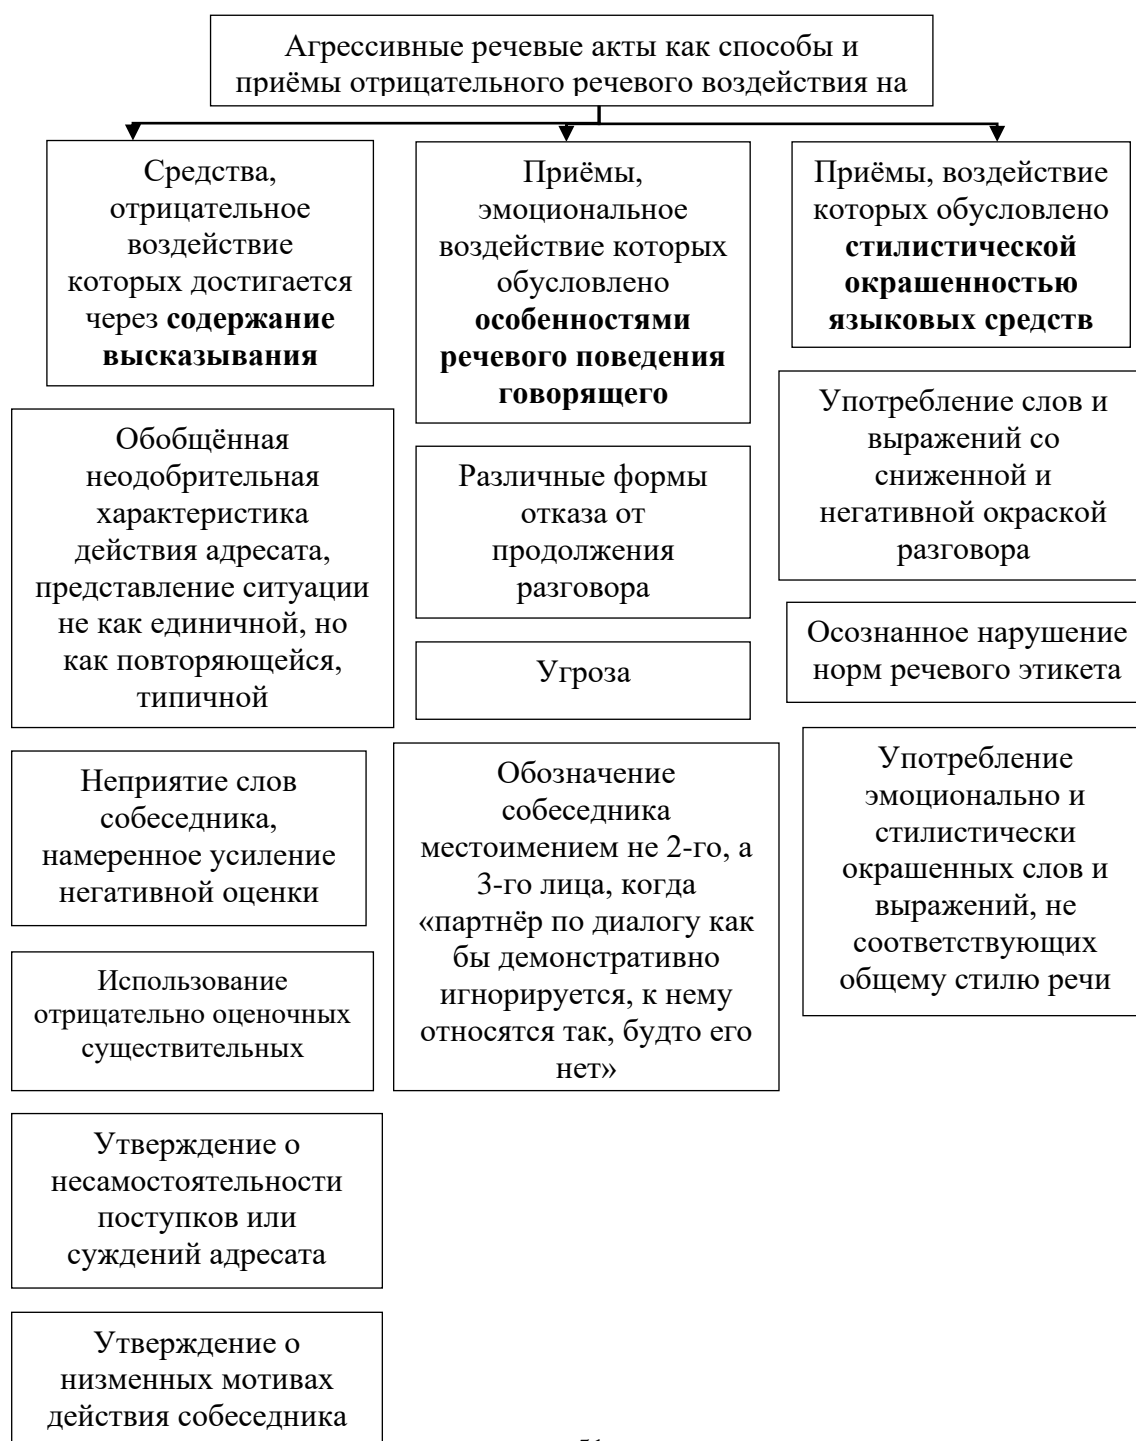 Агрессивные речевые акты как способы и
приёмы отрицательного речевого воздействия на
Средства,
отрицательное
воздействие
которых достигается
через содержание
высказывания
Обобщённая
неодобрительная
характеристика
действия адресата,
представление ситуации
не как единичной, но
как повторяющейся,
типичной
Неприятие слов
собеседника,
намеренное усиление
негативной оценки
Использование
отрицательно оценочных
существительных
Утверждение о
несамостоятельности
поступков или
суждений адресата
Утверждение о
низменных мотивах
действия собеседника
Приёмы,
эмоциональное
воздействие которых
обусловлено
особенностями
речевого поведения
говорящего
Различные формы
отказа от
продолжения
разговора
Угроза
Обозначение
собеседника
местоимением не 2-го, а
3-го лица, когда
«партнёр по диалогу как
бы демонстративно
игнорируется, к нему
относятся так, будто его
нет»
Приёмы, воздействие
которых обусловлено
стилистической
окрашенностью
языковых средств
Употребление слов и
выражений со
сниженной и
негативной окраской
разговора
Осознанное нарушение
норм речевого этикета
Употребление
эмоционально и
стилистически
окрашенных слов и
выражений, не
соответствующих
общему стилю речи